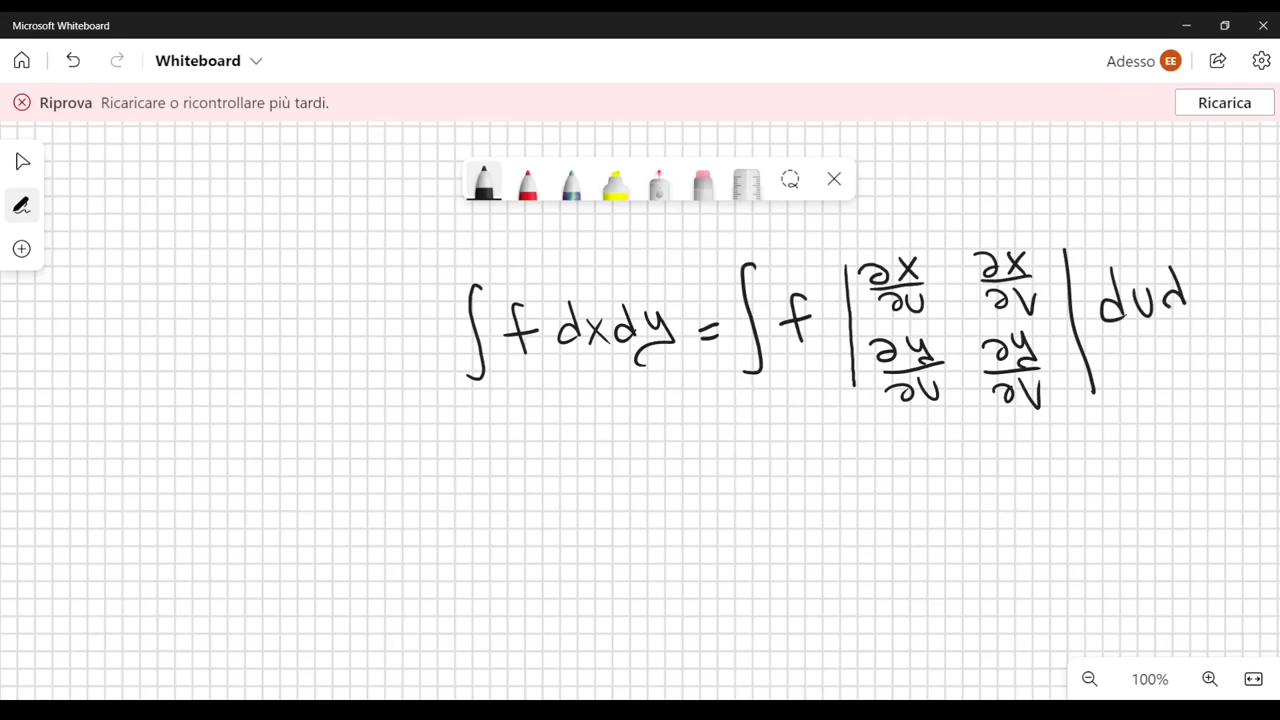 Microsoft Whiteboard
Whiteboard
Adesso EE
Riprova Ricaricare o ricontrollare più tardi.
Ricarica
∫ f dxdy = ∫ f | ∂x/∂u ∂x/∂v |
| ∂y/∂u ∂y/∂v | dud
100%